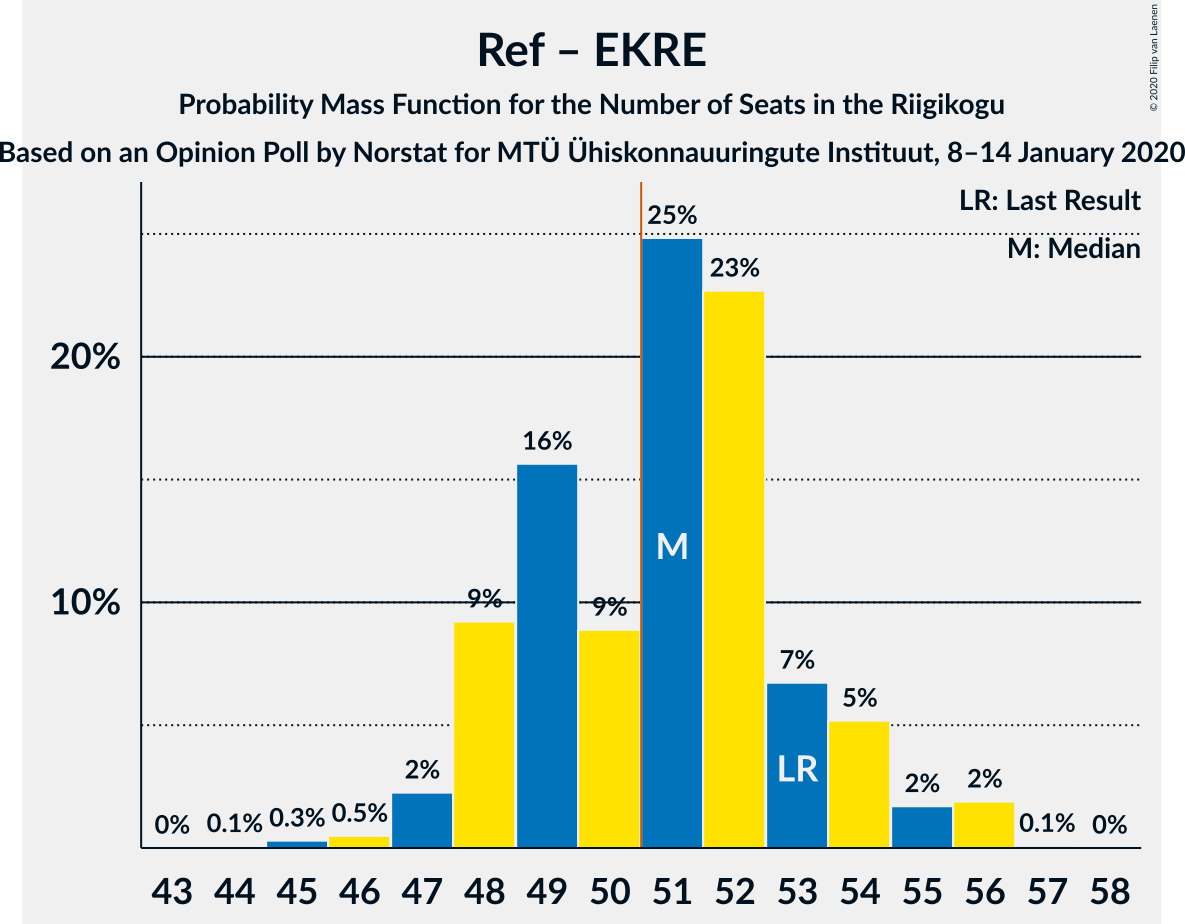 Ref – EKRE
Probability Mass Function for the Number of Seats in the Riigikogu
Based on an Opinion Poll by Norstat for MTÜ Ühiskonnauuringute Instituut, 8–14 January 2020
© 2020 Filip van Laenen
LR: Last Result
M: Median
25%
23%
20%
16%
M
10%
9%
9%
7%
5%
LR
2%
2%
2%
0%
0.1%
0.3%
0.5%
0.1%
0%
43 44 45 46 47 48 49 50 51 52 53 54 55 56 57 58